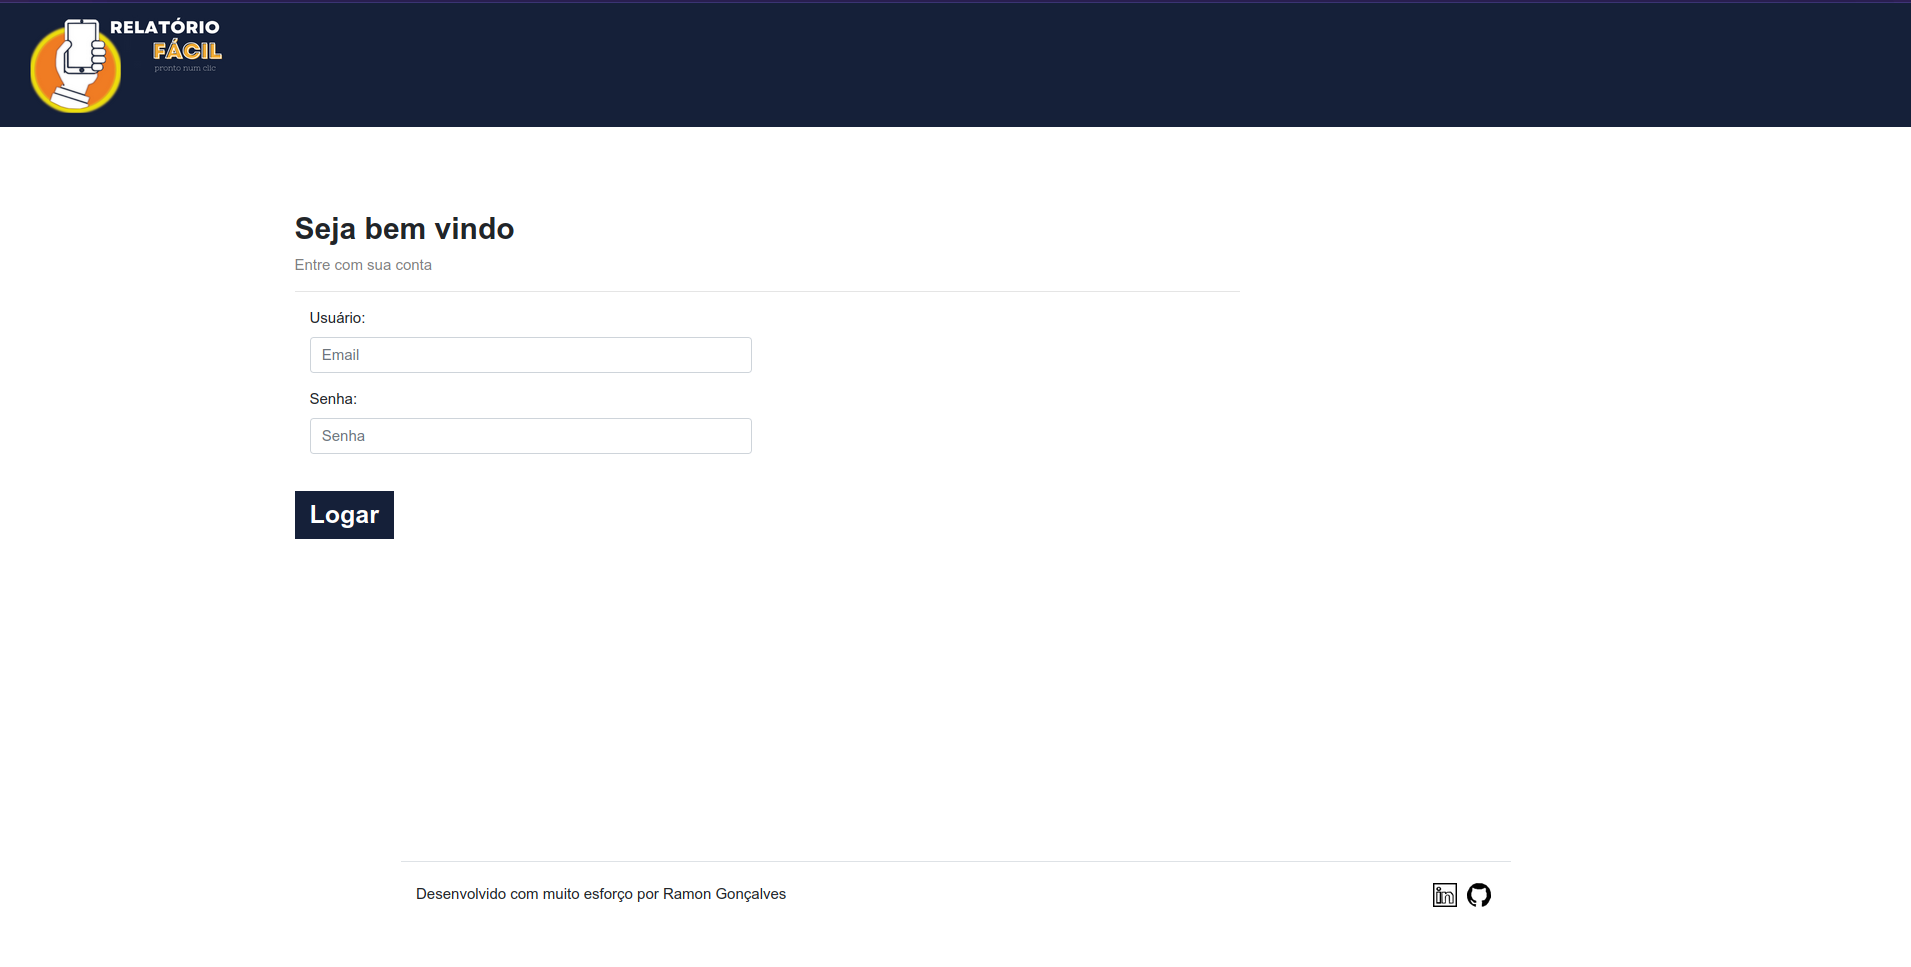 RELATÓRIO
FÁCIL
pronto num clic
Seja bem vindo
Entre com sua conta
Usuário:
Email
Senha:
Senha
Logar
Desenvolvido com muito esforço por Ramon Gonçalves
in